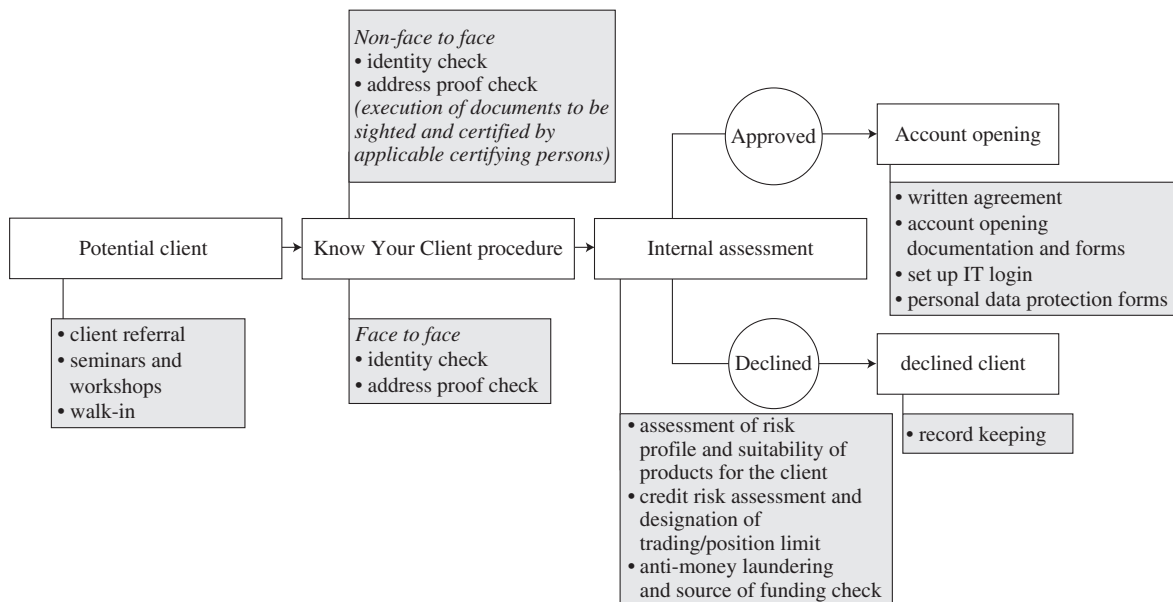 Non-face to face
• identity check
• address proof check
(execution of documents to be
sighted and certified by
applicable certifying persons)
Potential client
• client referral
• seminars and
workshops
• walk-in
Know Your Client procedure
Face to face
• identity check
• address proof check
Internal assessment
• assessment of risk
profile and suitability of
products for the client
• credit risk assessment and
designation of
trading/position limit
• anti-money laundering
and source of funding check
Approved
Account opening
• written agreement
• account opening
documentation and forms
• set up IT login
• personal data protection forms
Declined
declined client
• record keeping